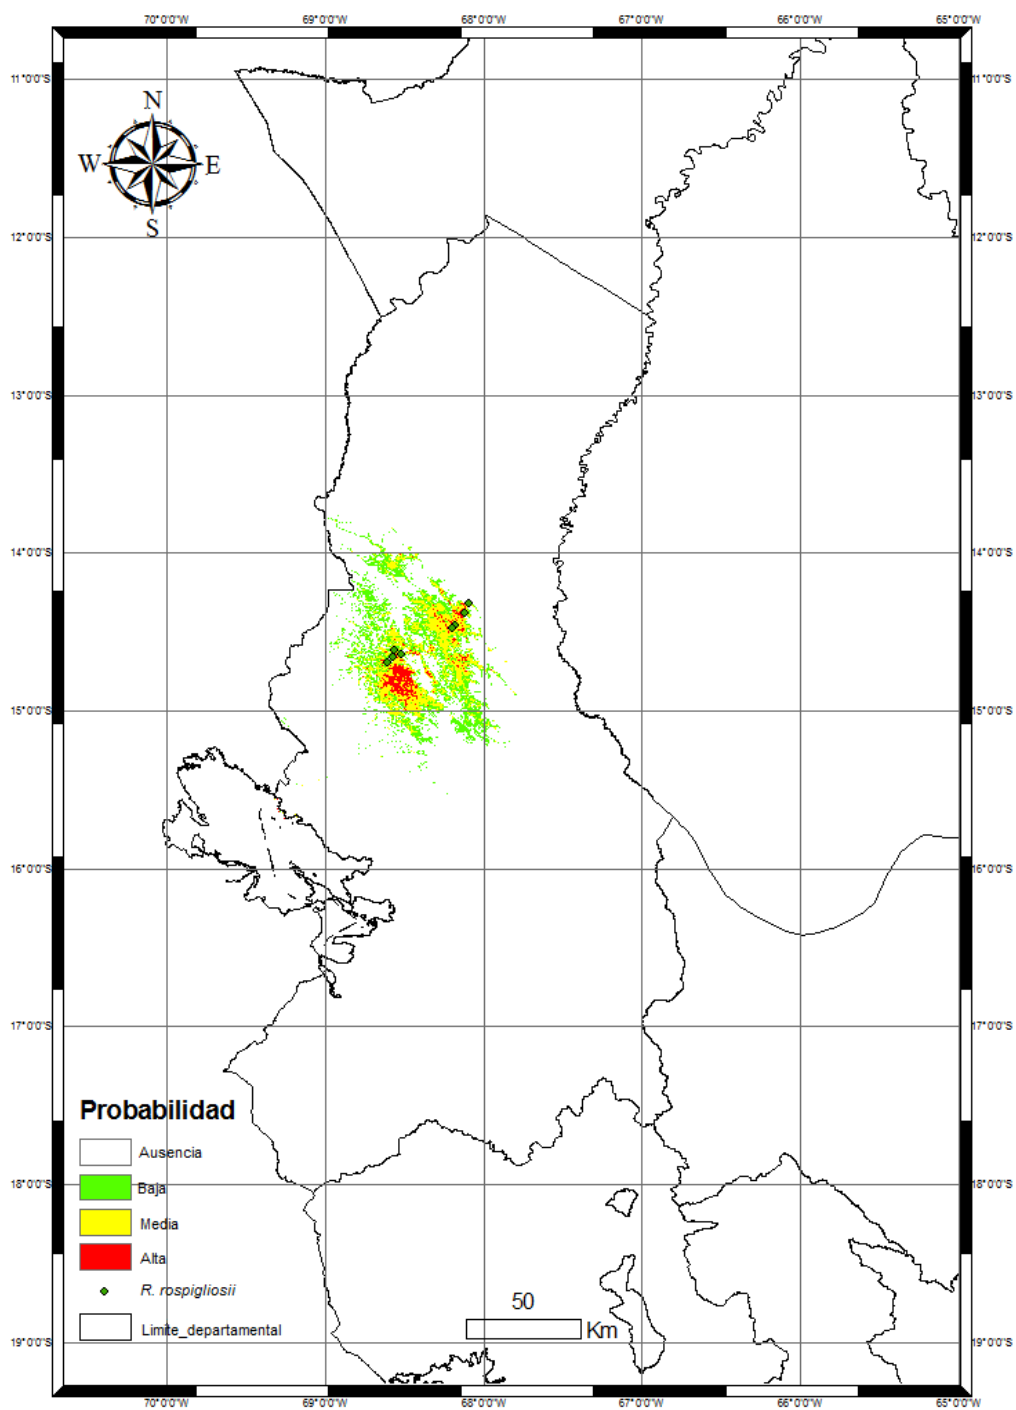 70°0'0"W 69°0'0"W 68°0'0"W 67°0'0"W 66°0'0"W 65°0'0"W
11°0'0"S 11°0'0"S
N
W E
S
12°0'0"S 12°0'0"S
13°0'0"S 13°0'0"S
14°0'0"S 14°0'0"S
15°0'0"S 15°0'0"S
16°0'0"S 16°0'0"S
17°0'0"S 17°0'0"S
Probabilidad
Ausencia
18°0'0"S 18°0'0"S
Baja
Media
Alta
R. rospigliosii
50
Km
Limite_departamental
19°0'0"S 19°0'0"S
70°0'0"W 69°0'0"W 68°0'0"W 67°0'0"W 66°0'0"W 65°0'0"W